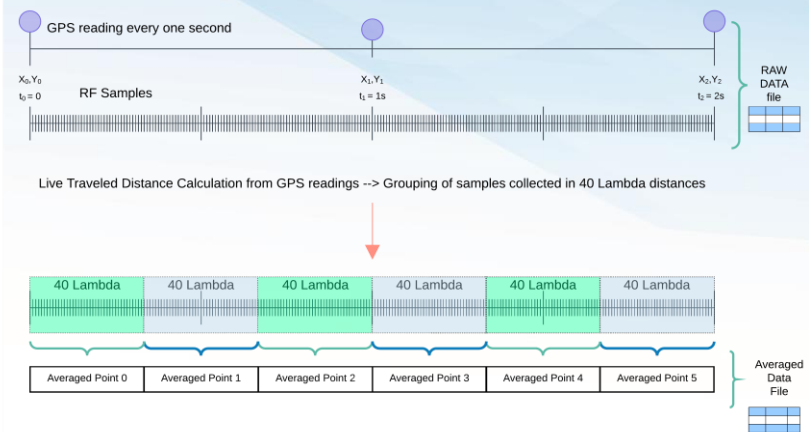 GPS reading every one second
X₀,Y₀
t₀ = 0
RF Samples
X₁,Y₁
t₁ = 1s
X₂,Y₂
t₂ = 2s
RAW
DATA
file
Live Traveled Distance Calculation from GPS readings --> Grouping of samples collected in 40 Lambda distances
40 Lambda
40 Lambda
40 Lambda
40 Lambda
40 Lambda
40 Lambda
Averaged Point 0
Averaged Point 1
Averaged Point 2
Averaged Point 3
Averaged Point 4
Averaged Point 5
Averaged
Data
File